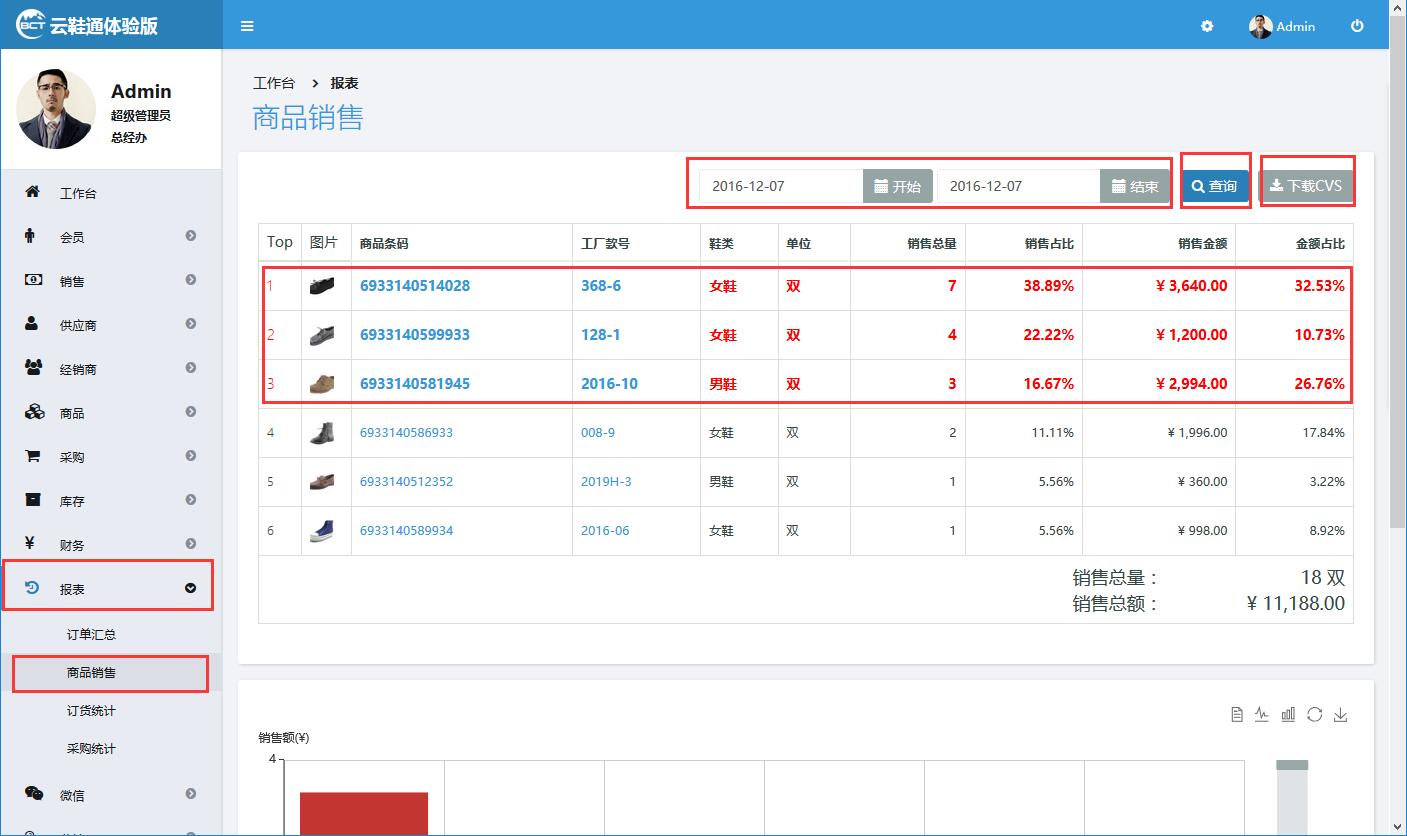 BCT 云鞋通体验版
Admin
Admin
超级管理员
总经办
工作台
会员
销售
供应商
经销商
商品
采购
库存
财务
报表
订单汇总
商品销售
订货统计
采购统计
微信
工作台 > 报表
商品销售
2016-12-07 开始 2016-12-07 结束 查询 下载CVS
Top 图片 商品条码 工厂款号 鞋类 单位 销售总量 销售占比 销售金额 金额占比
1 6933140514028 368-6 女鞋 双 7 38.89% ¥ 3,640.00 32.53%
2 6933140599933 128-1 女鞋 双 4 22.22% ¥ 1,200.00 10.73%
3 6933140581945 2016-10 男鞋 双 3 16.67% ¥ 2,994.00 26.76%
4 6933140586933 008-9 女鞋 双 2 11.11% ¥ 1,996.00 17.84%
5 6933140512352 2019H-3 男鞋 双 1 5.56% ¥ 360.00 3.22%
6 6933140589934 2016-06 女鞋 双 1 5.56% ¥ 998.00 8.92%
销售总量： 18 双
销售总额： ¥ 11,188.00
销售额(¥)
4